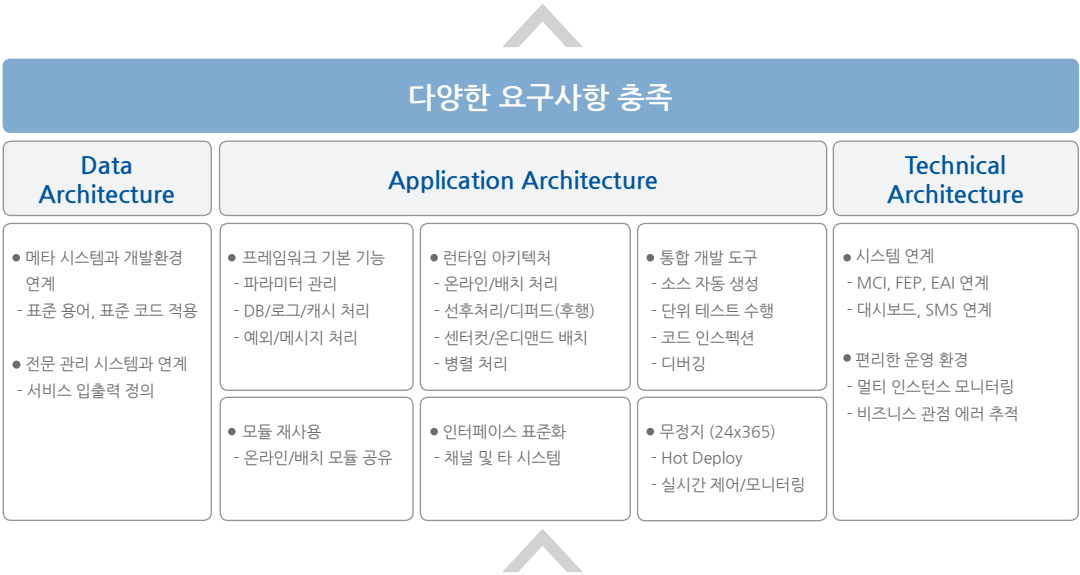 다양한 요구사항 충족
Data
Architecture
Application Architecture
Technical
Architecture
● 메타 시스템과 개발환경
연계
- 표준 용어, 표준 코드 적용
● 전문 관리 시스템과 연계
- 서비스 입출력 정의
● 프레임워크 기본 기능
- 파라미터 관리
- DB/로그/캐시 처리
- 예외/메시지 처리
● 런타임 아키텍처
- 온라인/배치 처리
- 선후처리/디퍼드(후행)
- 센터컷/온디맨드 배치
- 병렬 처리
● 통합 개발 도구
- 소스 자동 생성
- 단위 테스트 수행
- 코드 인스펙션
- 디버깅
● 모듈 재사용
- 온라인/배치 모듈 공유
● 인터페이스 표준화
- 채널 및 타 시스템
● 무정지 (24x365)
- Hot Deploy
- 실시간 제어/모니터링
● 시스템 연계
- MCI, FEP, EAI 연계
- 대시보드, SMS 연계
● 편리한 운영 환경
- 멀티 인스턴스 모니터링
- 비즈니스 관점 에러 추적